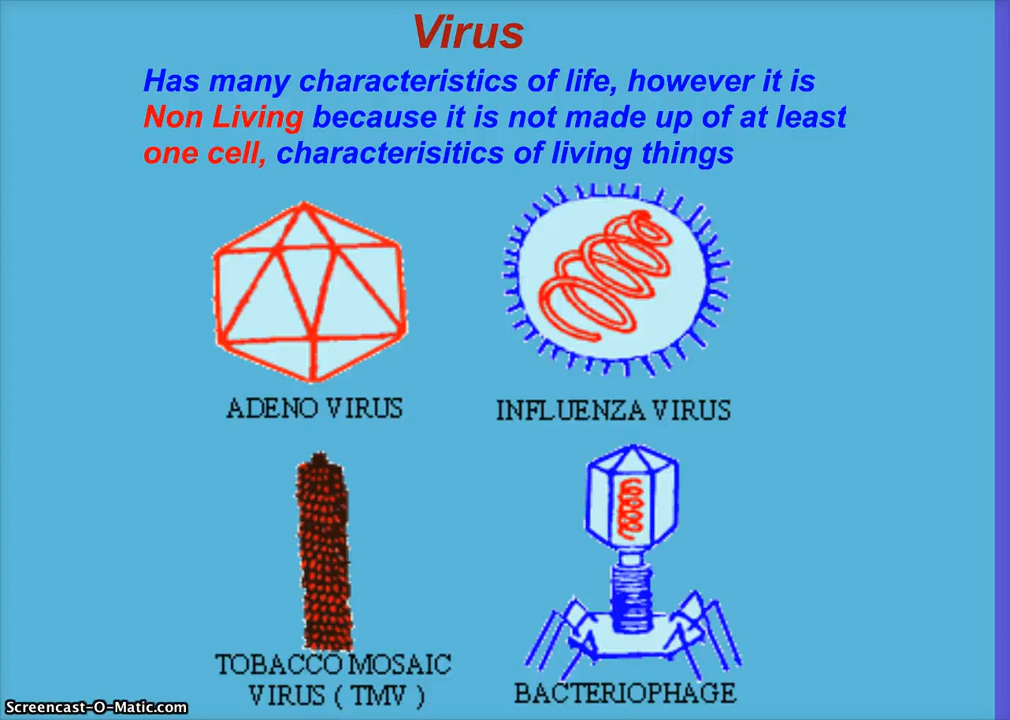 Virus
Has many characteristics of life, however it is
Non Living because it is not made up of at least
one cell, characterisitics of living things
ADENO VIRUS
INFLUENZA VIRUS
TOBACCO MOSAIC
VIRUS ( TMV )
BACTERIOPHAGE
Screencast-O-Matic.com